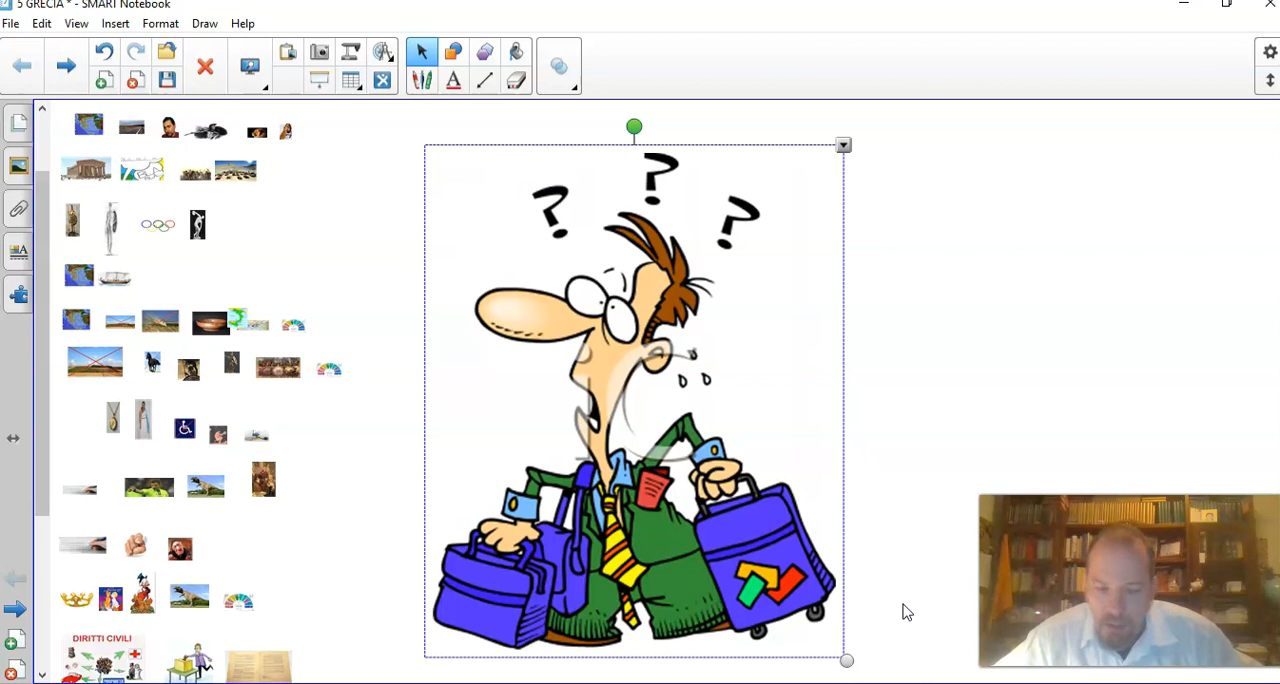 5 GRECIA * - SMART Notebook
File Edit View Insert Format Draw Help
? ? ?
DIRITTI CIVILI